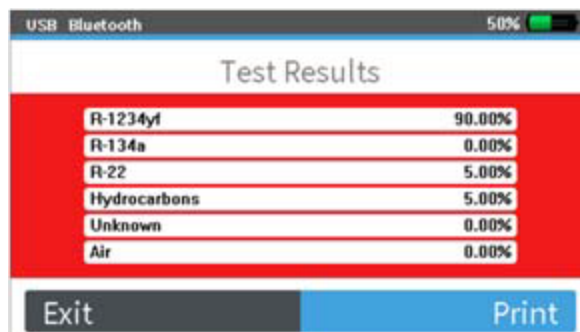 USB Bluetooth 50%
Test Results
R-1234yf 90.00%
R-134a 0.00%
R-22 5.00%
Hydrocarbons 5.00%
Unknown 0.00%
Air 0.00%
Exit Print